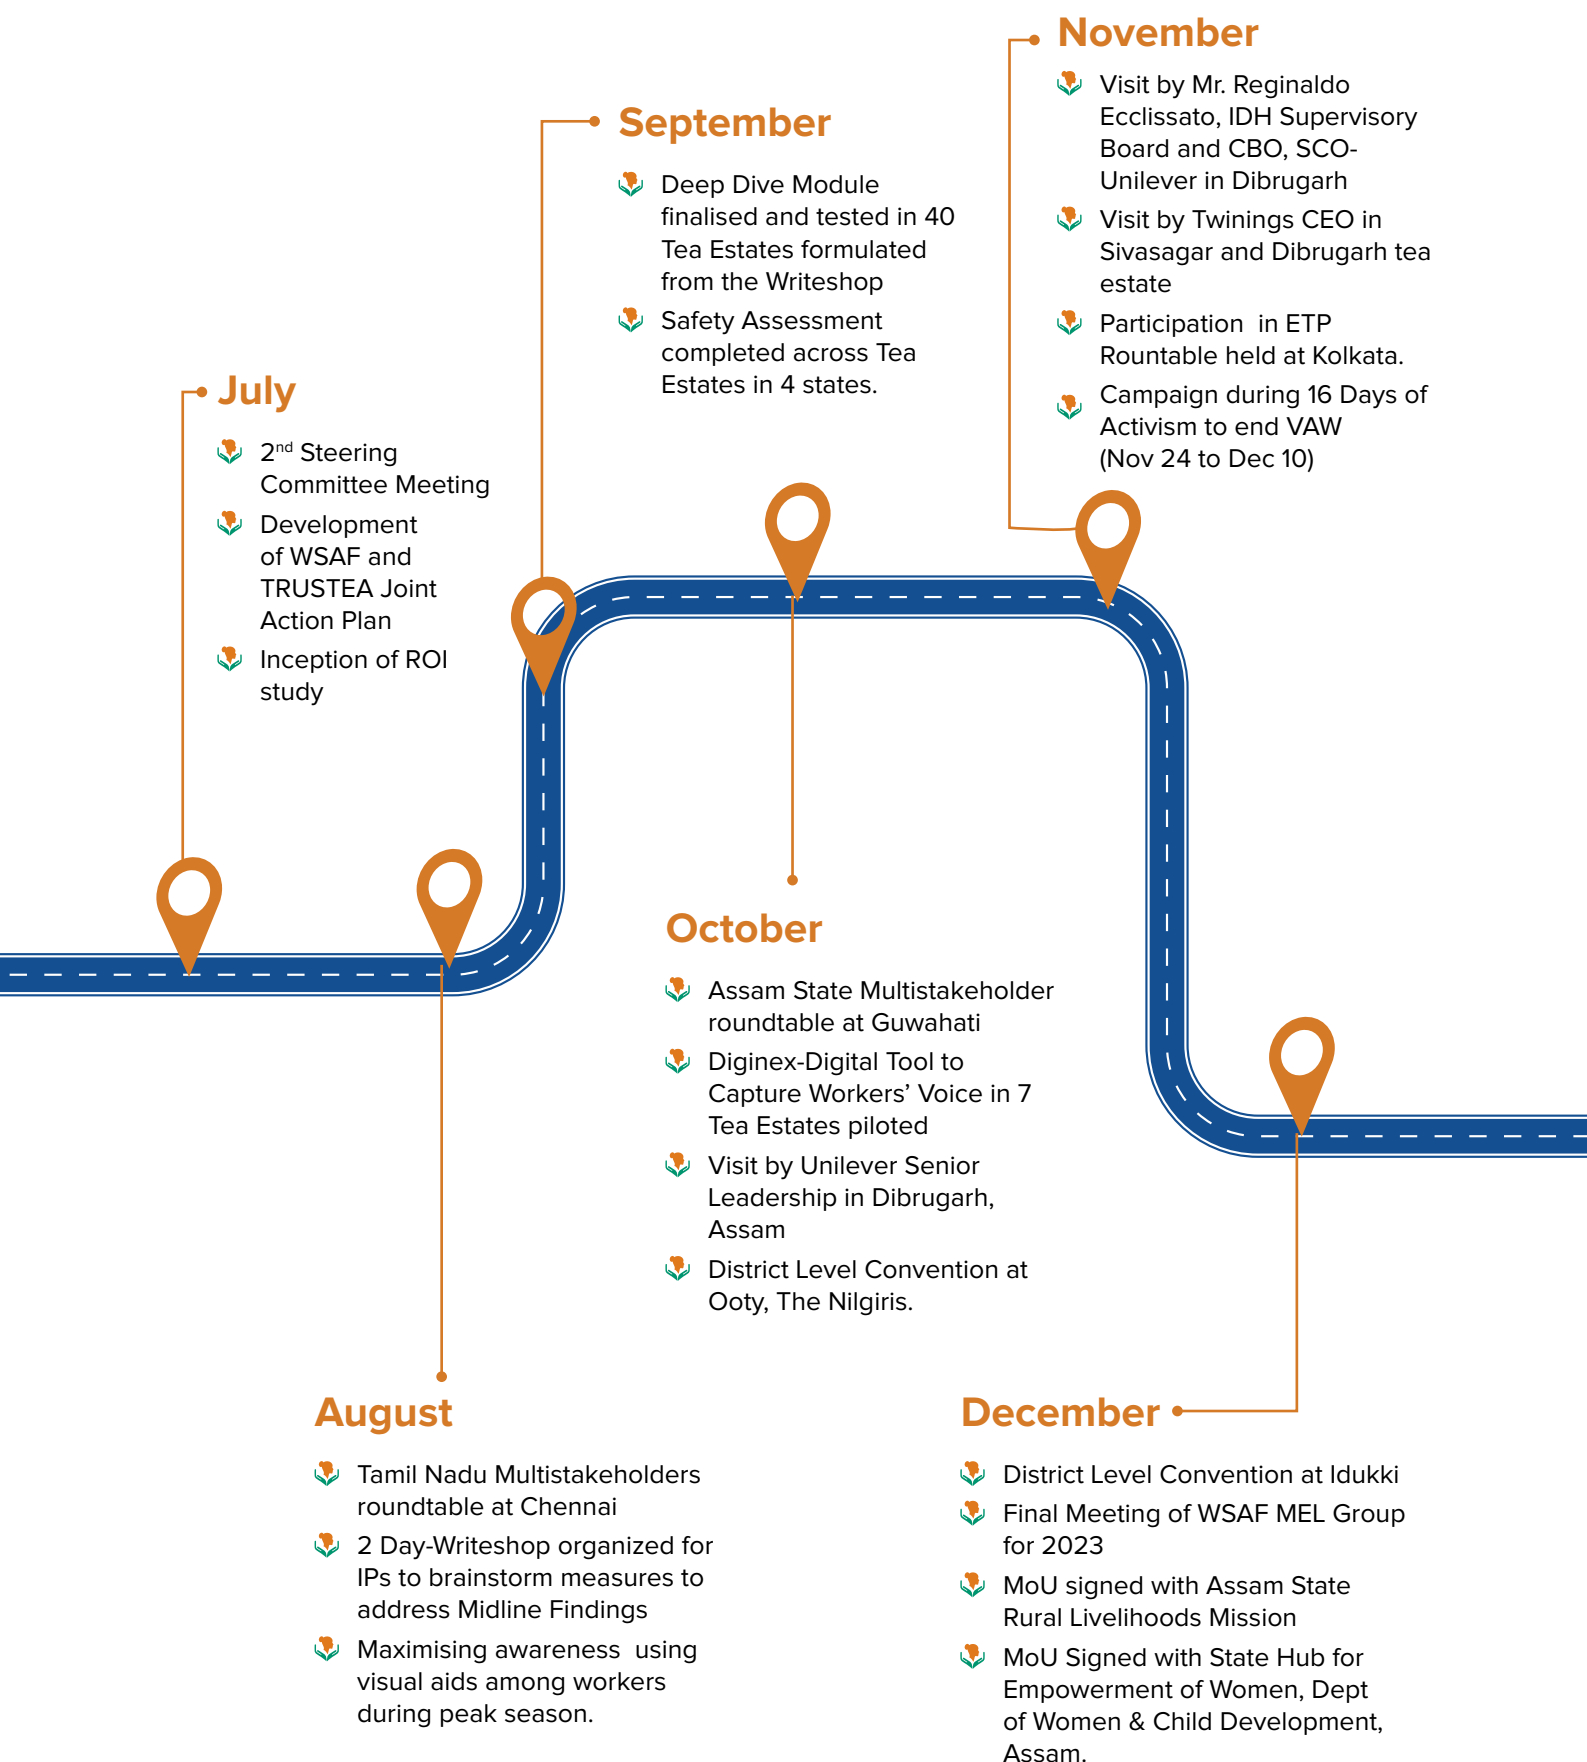 July
2nd Steering
Committee Meeting
Development
of WSAF and
TRUSTEA Joint
Action Plan
Inception of ROI
study
August
Tamil Nadu Multistakeholders
roundtable at Chennai
2 Day-Writeshop organized for
IPs to brainstorm measures to
address Midline Findings
Maximising awareness  using
visual aids among workers
during peak season.
September
Deep Dive Module
finalised and tested in 40
Tea Estates formulated
from the Writeshop
Safety Assessment
completed across Tea
Estates in 4 states.
October
Assam State Multistakeholder
roundtable at Guwahati
Diginex-Digital Tool to
Capture Workers’ Voice in 7
Tea Estates piloted
Visit by Unilever Senior
Leadership in Dibrugarh,
Assam
District Level Convention at
Ooty, The Nilgiris.
November
Visit by Mr. Reginaldo
Ecclissato, IDH Supervisory
Board and CBO, SCO-
Unilever in Dibrugarh
Visit by Twinings CEO in
Sivasagar and Dibrugarh tea
estate
Participation  in ETP
Rountable held at Kolkata.
Campaign during 16 Days of
Activism to end VAW
(Nov 24 to Dec 10)
December
District Level Convention at Idukki
Final Meeting of WSAF MEL Group
for 2023
MoU signed with Assam State
Rural Livelihoods Mission
MoU Signed with State Hub for
Empowerment of Women, Dept
of Women & Child Development,
Assam.